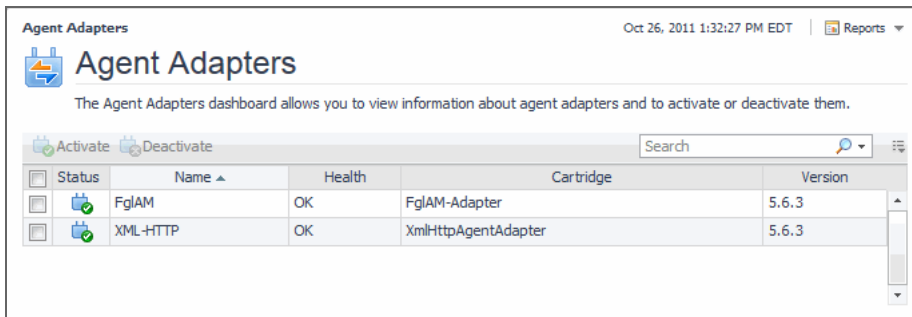 Agent Adapters
Oct 26, 2011 1:32:27 PM EDT
Reports
Agent Adapters
The Agent Adapters dashboard allows you to view information about agent adapters and to activate or deactivate them.
Activate Deactivate Search
Status Name Health Cartridge Version
FglAM OK FglAM-Adapter 5.6.3
XML-HTTP OK XmlHttpAgentAdapter 5.6.3